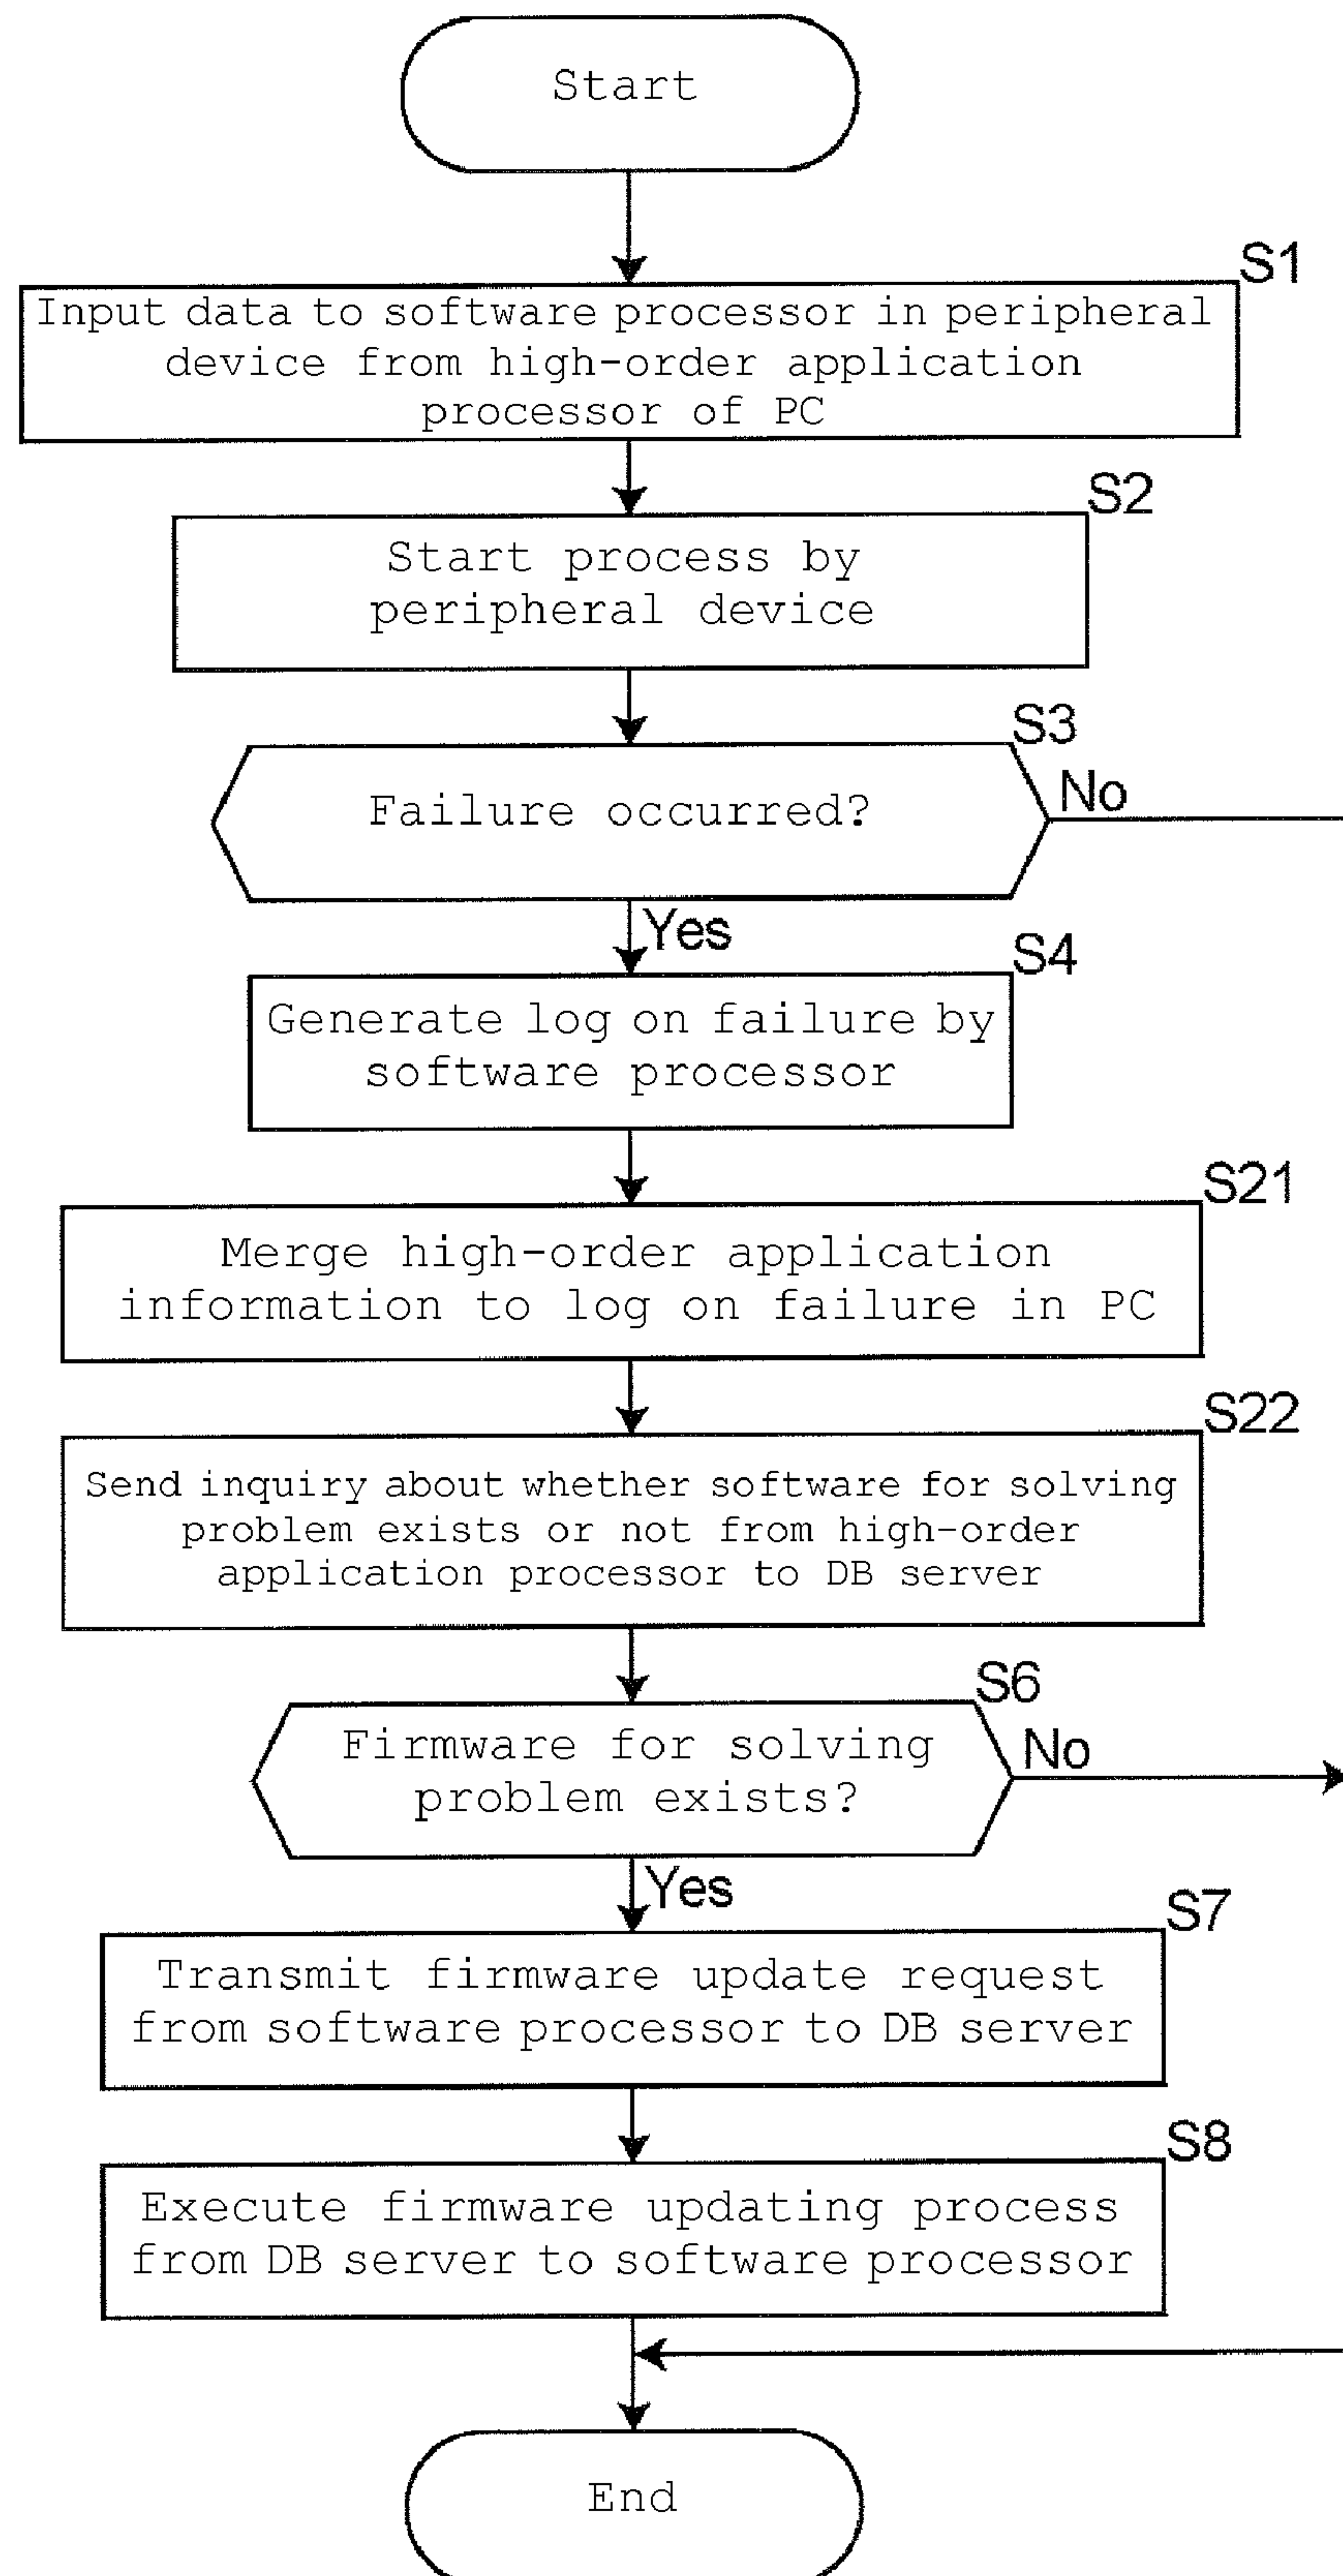 Start
S1
Input data to software processor in peripheral
device from high-order application
processor of PC
S2
Start process by
peripheral device
S3
Failure occurred?
No
Yes
S4
Generate log on failure by
software processor
S21
Merge high-order application
information to log on failure in PC
S22
Send inquiry about whether software for solving
problem exists or not from high-order
application processor to DB server
S6
Firmware for solving
problem exists?
No
Yes
S7
Transmit firmware update request
from software processor to DB server
S8
Execute firmware updating process
from DB server to software processor
End